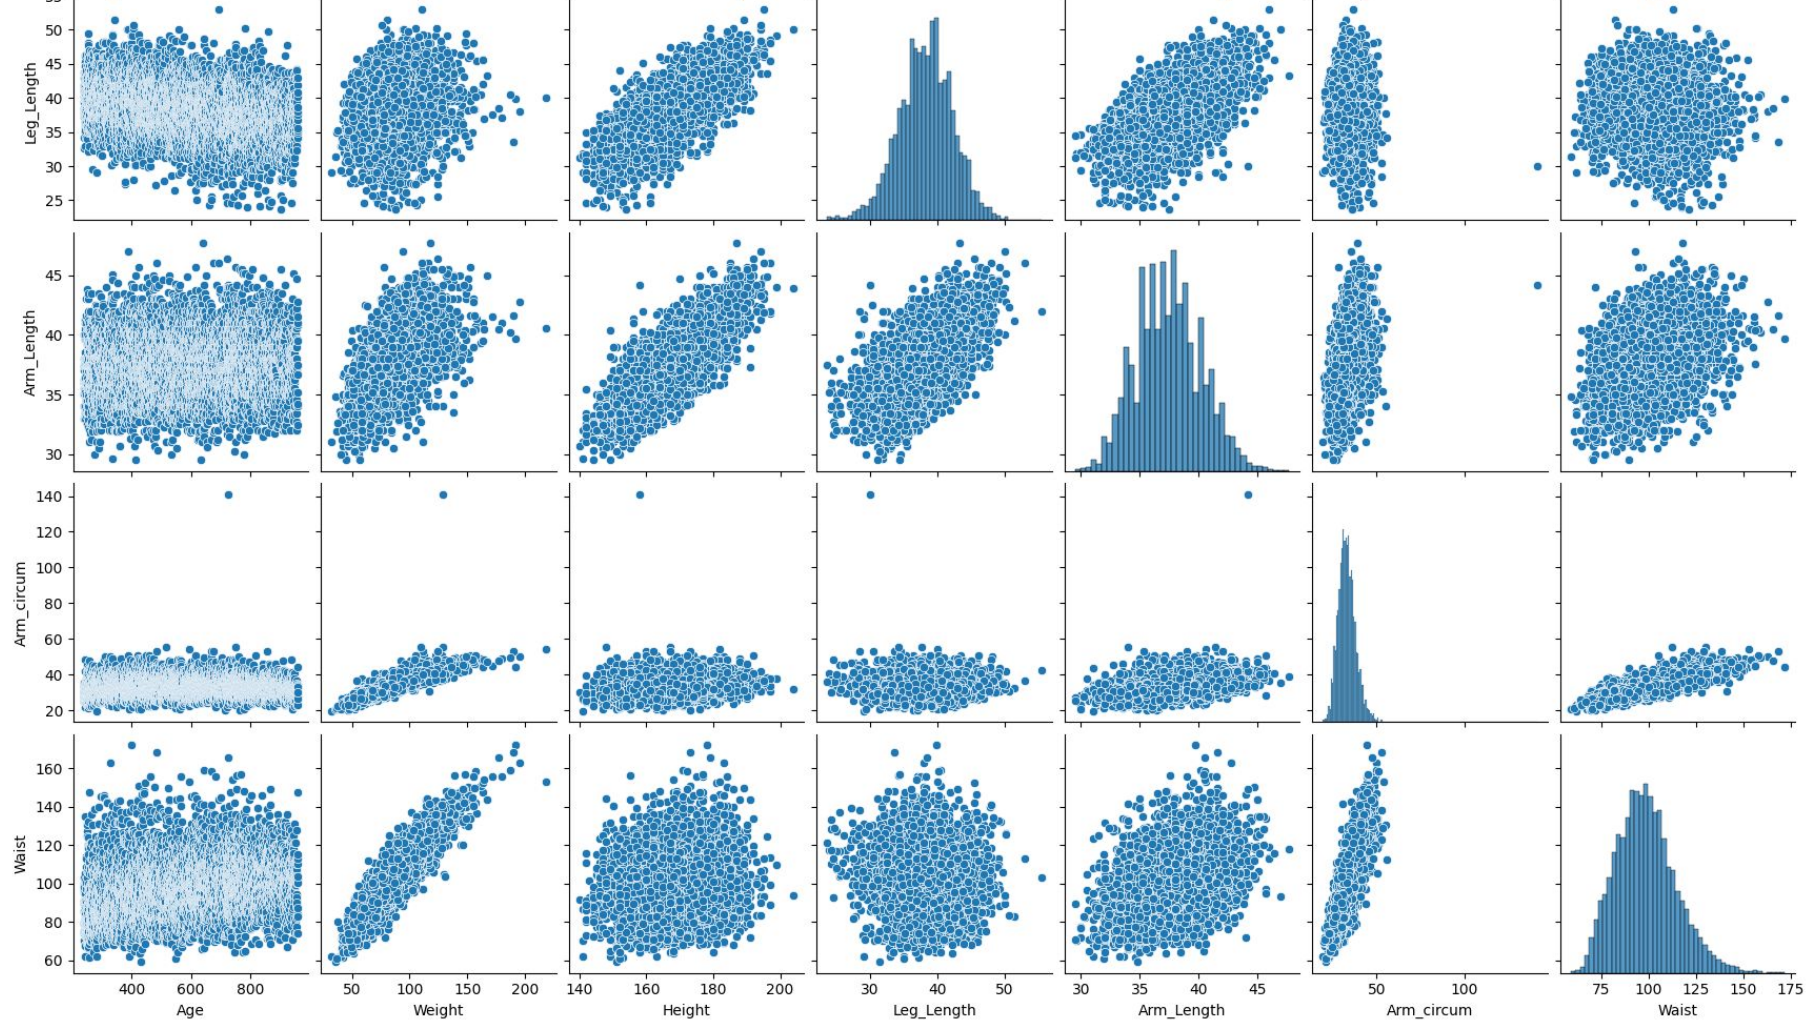 55
50
45
40
35
30
25
Leg_Length
45
40
35
30
Arm_Length
140
120
100
80
60
40
20
Arm_circum
160
140
120
100
80
60
Waist
400 600 800
50 100 150 200
140 160 180 200
30 40 50
30 35 40 45
50 100
75 100 125 150 175
Age Weight Height Leg_Length Arm_Length Arm_circum Waist